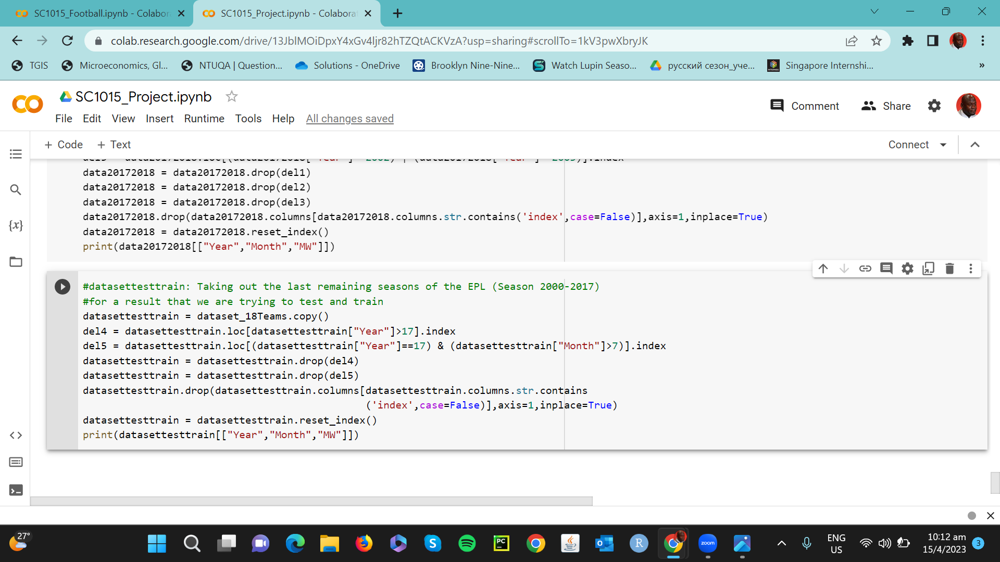 SC1015_Football.ipynb - Colabor
SC1015_Project.ipynb - Colabora
colab.research.google.com/drive/13JblMOiDpxY4xGv4ljr82hTZQtACKVzA?usp=sharing#scrollTo=1kV3pwXbryJK
TGIS
Microeconomics, Gl...
NTUQA | Question...
Solutions - OneDrive
Brooklyn Nine-Nine...
Watch Lupin Seaso...
русский сезон_уче...
Singapore Internshi...
»
SC1015_Project.ipynb
File Edit View Insert Runtime Tools Help All changes saved
Comment
Share
+ Code + Text
Connect
data20172018 = data20172018.drop(del1)
data20172018 = data20172018.drop(del2)
data20172018 = data20172018.drop(del3)
data20172018.drop(data20172018.columns[data20172018.columns.str.contains('index',case=False)],axis=1,inplace=True)
data20172018 = data20172018.reset_index()
print(data20172018[["Year","Month","MW"]])
#datasettesttrain: Taking out the last remaining seasons of the EPL (Season 2000-2017)
#for a result that we are trying to test and train
datasettesttrain = dataset_18Teams.copy()
del4 = datasettesttrain.loc[datasettesttrain["Year"]>17].index
del5 = datasettesttrain.loc[(datasettesttrain["Year"]==17) & (datasettesttrain["Month"]>7)].index
datasettesttrain = datasettesttrain.drop(del4)
datasettesttrain = datasettesttrain.drop(del5)
datasettesttrain.drop(datasettesttrain.columns[datasettesttrain.columns.str.contains
('index',case=False)],axis=1,inplace=True)
datasettesttrain = datasettesttrain.reset_index()
print(datasettesttrain[["Year","Month","MW"]])
27°
PC
zoom
ENG
US
10:12 am
15/4/2023
3